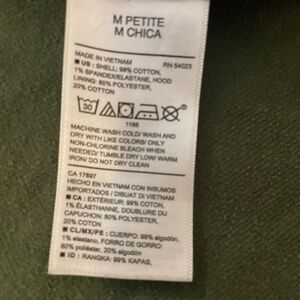 M PETITE
M CHICA
MADE IN VIETNAM RN 54023
■ US : SHELL: 99% COTTON,
1% SPANDEX/ELASTANE, HOOD
LINING: 80% POLYESTER,
20% COTTON
30
1166
MACHINE WASH COLD/ WASH AND
DRY WITH LIKE COLORS/ ONLY
NON-CHLORINE BLEACH WHEN
NEEDED/ TUMBLE DRY LOW/ WARM
IRON/ DO NOT DRY CLEAN
CA 17697
HECHO EN VIETNAM CON INSUMOS
IMPORTADOS / DIBUAT DI VIETNAM
■ CA : EXTÉRIEUR: 99% COTON,
1% ÉLASTHANNE, DOUBLURE DU
CAPUCHON: 80% POLYESTER,
20% COTON
■ CL/MX/PE : CUERPO: 99% algodón,
1% elastano, FORRO DE GORRO:
80% poliéster, 20% algodón
■ ID : RANGKA: 99% KAPAS,